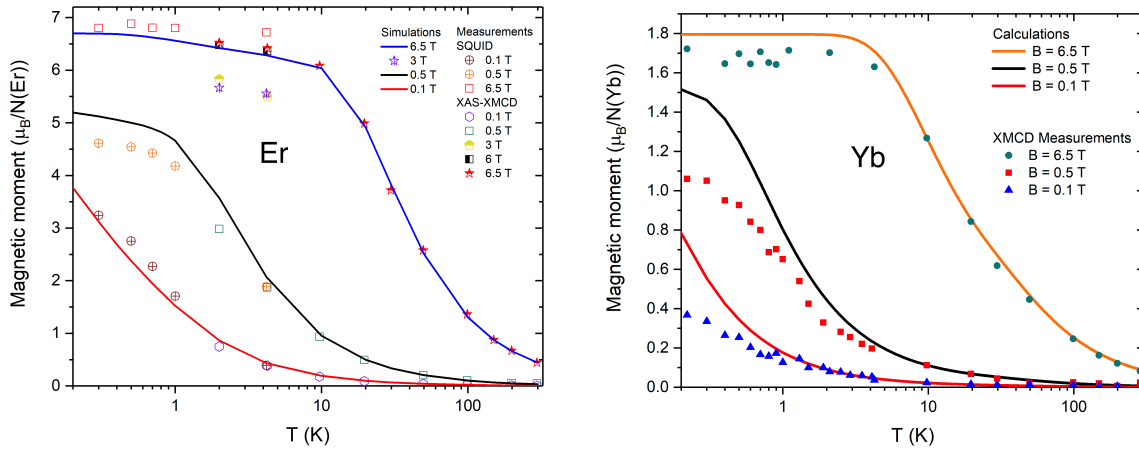 Magnetic moment (μB/N(Er))
7
6
5
4
3
2
1
0
1
10
100
T (K)
Er
Simulations
6.5 T
3 T
0.5 T
0.1 T
Measurements
SQUID
0.1 T
0.5 T
6.5 T
XAS-XMCD
0.1 T
0.5 T
3 T
6 T
6.5 T
Magnetic moment (μB/N(Yb))
1.8
1.6
1.4
1.2
1.0
0.8
0.6
0.4
0.2
0.0
1
10
100
T (K)
Yb
Calculations
B = 6.5 T
B = 0.5 T
B = 0.1 T
XMCD Measurements
B = 6.5 T
B = 0.5 T
B = 0.1 T